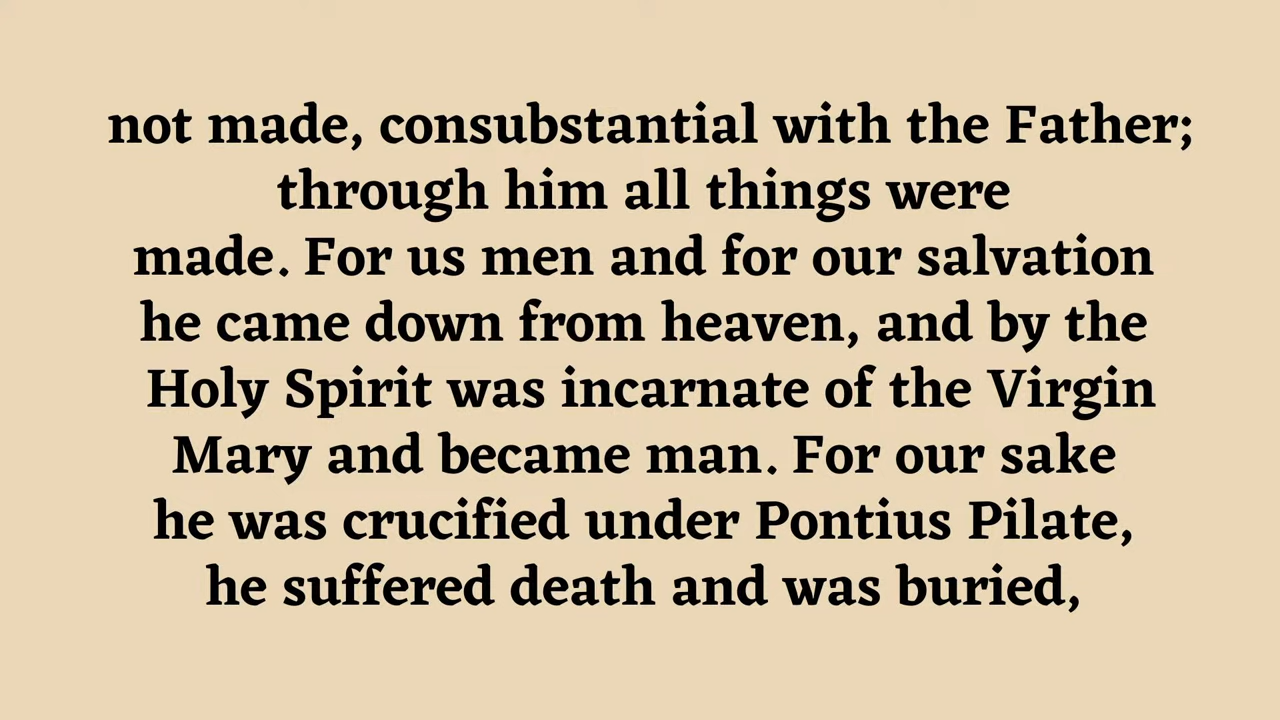 not made, consubstantial with the Father;
through him all things were
made. For us men and for our salvation
he came down from heaven, and by the
Holy Spirit was incarnate of the Virgin
Mary and became man. For our sake
he was crucified under Pontius Pilate,
he suffered death and was buried,